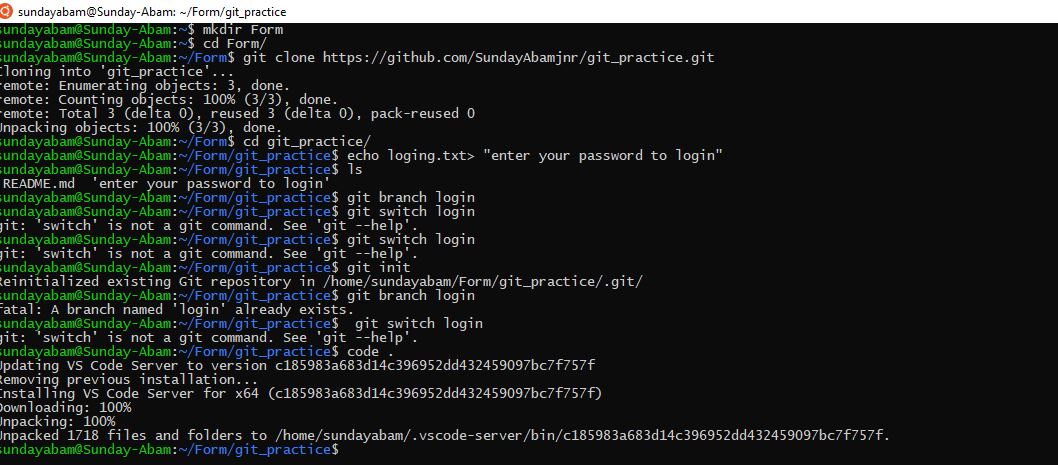 sundayabam@Sunday-Abam: ~/Form/git_practice
sundayabam@Sunday-Abam:~$ mkdir Form
sundayabam@Sunday-Abam:~$ cd Form/
sundayabam@Sunday-Abam:~/Form$ git clone https://github.com/SundayAbamjnr/git_practice.git
Cloning into 'git_practice'...
remote: Enumerating objects: 3, done.
remote: Counting objects: 100% (3/3), done.
remote: Total 3 (delta 0), reused 3 (delta 0), pack-reused 0
Unpacking objects: 100% (3/3), done.
sundayabam@Sunday-Abam:~/Form$ cd git_practice/
sundayabam@Sunday-Abam:~/Form/git_practice$ echo loging.txt> "enter your password to login"
sundayabam@Sunday-Abam:~/Form/git_practice$ ls
README.md  'enter your password to login'
sundayabam@Sunday-Abam:~/Form/git_practice$ git branch login
sundayabam@Sunday-Abam:~/Form/git_practice$ git switch login
git: 'switch' is not a git command. See 'git --help'.
sundayabam@Sunday-Abam:~/Form/git_practice$ git switch login
git: 'switch' is not a git command. See 'git --help'.
sundayabam@Sunday-Abam:~/Form/git_practice$ git init
Reinitialized existing Git repository in /home/sundayabam/Form/git_practice/.git/
sundayabam@Sunday-Abam:~/Form/git_practice$ git branch login
fatal: A branch named 'login' already exists.
sundayabam@Sunday-Abam:~/Form/git_practice$  git switch login
git: 'switch' is not a git command. See 'git --help'.
sundayabam@Sunday-Abam:~/Form/git_practice$ code .
Updating VS Code Server to version c185983a683d14c396952dd432459097bc7f757f
Removing previous installation...
Installing VS Code Server for x64 (c185983a683d14c396952dd432459097bc7f757f)
Downloading: 100%
Unpacking: 100%
Unpacked 1718 files and folders to /home/sundayabam/.vscode-server/bin/c185983a683d14c396952dd432459097bc7f757f.
sundayabam@Sunday-Abam:~/Form/git_practice$